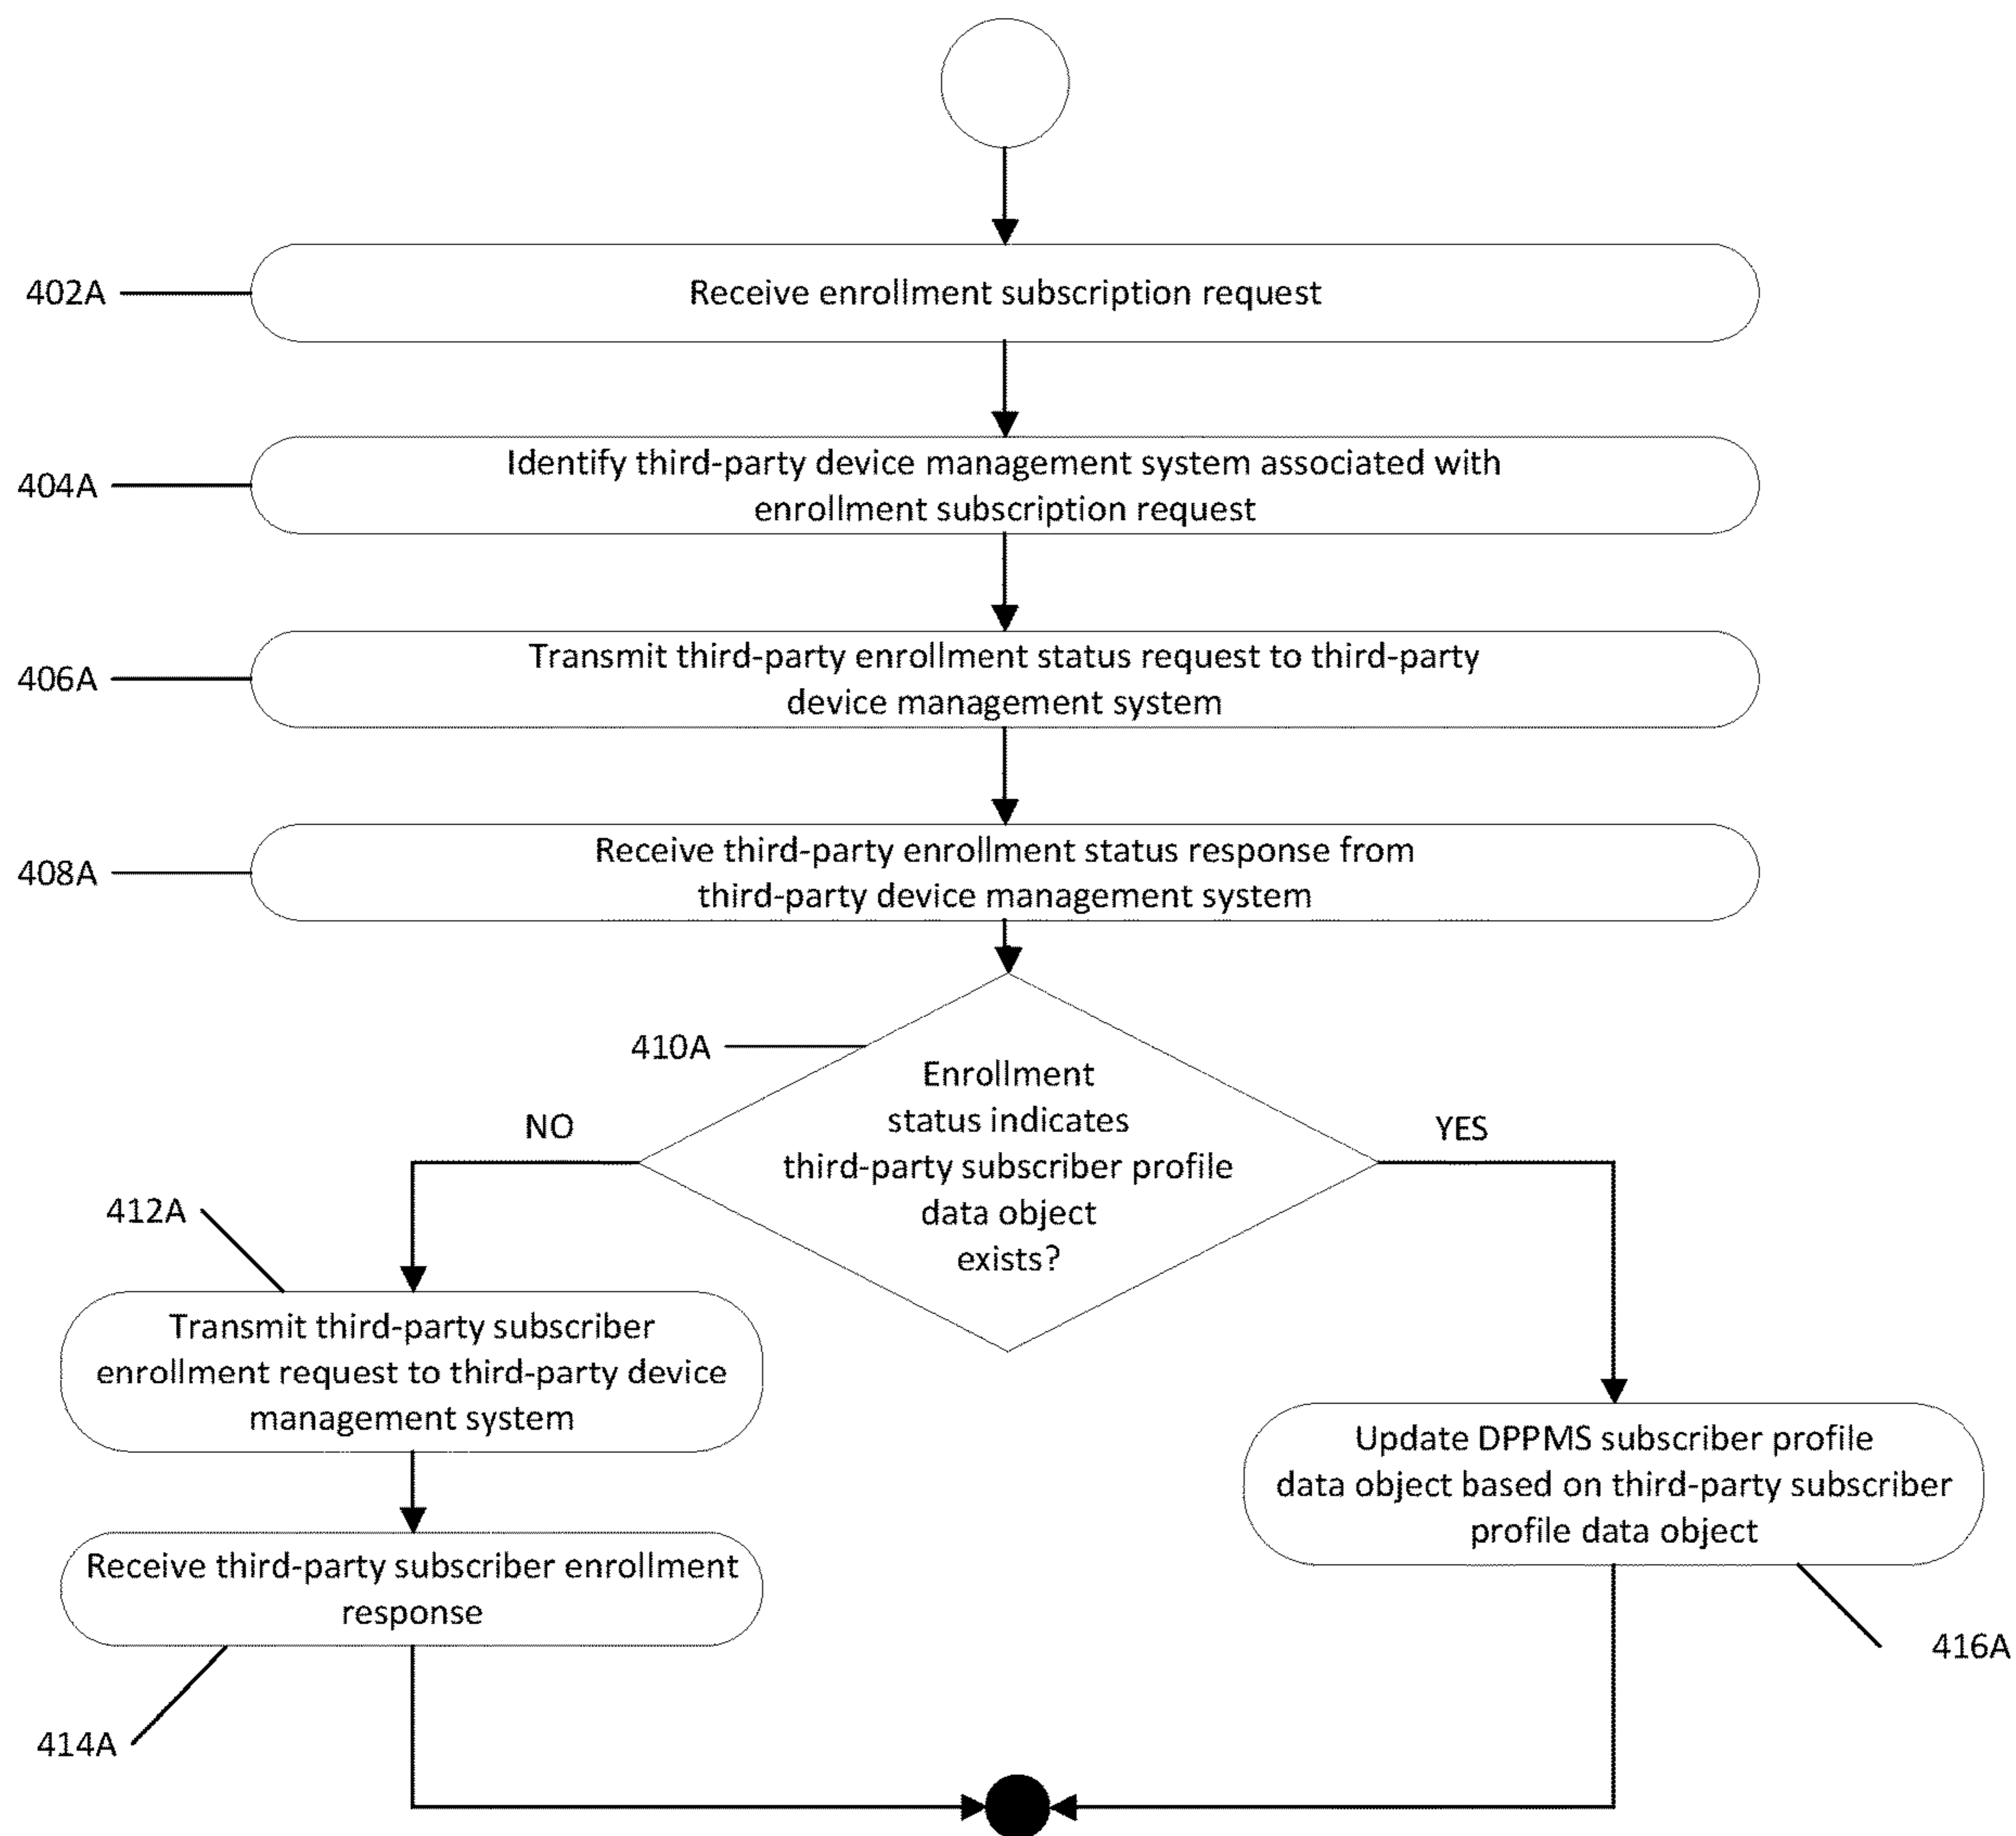 402A
Receive enrollment subscription request
404A
Identify third-party device management system associated with
enrollment subscription request
406A
Transmit third-party enrollment status request to third-party
device management system
408A
Receive third-party enrollment status response from
third-party device management system
410A
Enrollment
status indicates
third-party subscriber profile
data object
exists?
NO
YES
412A
Transmit third-party subscriber
enrollment request to third-party device
management system
Update DPPMS subscriber profile
data object based on third-party subscriber
profile data object
Receive third-party subscriber enrollment
response
416A
414A